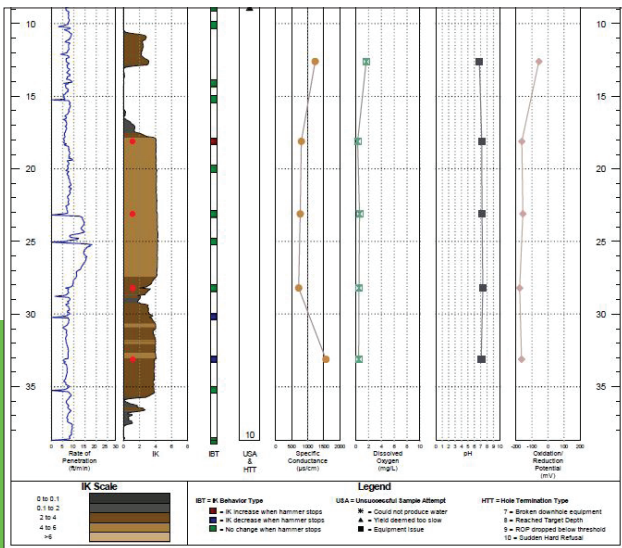 10 10
15 15
20 20
25 25
30 30
35 35
10
0 5 10 15 20 25 30
0 2 4 6 8
0 500 1000 1500 2000
0 2 4 6 8 10
0 1 2 3 4 5 6 7 8 9 10
-200 -100 0 100 200
Rate of Penetration (ft/min)
IK
IBT
USA & HTT
Specific Conductance (µs/cm)
Dissolved Oxygen (mg/L)
pH
Oxidation/ Reduction Potential (mV)
IK Scale
0 to 0.1
0.1 to 2
2 to 4
4 to 6
>6
Legend
IBT = IK Behavior Type
= IK increase when hammer stops
= IK decrease when hammer stops
= No change when hammer stops
USA = Unsuccessful Sample Attempt
= Could not produce water
= Yield deemed too slow
= Equipment Issue
HTT = Hole Termination Type
7 = Broken downhole equipment
8 = Reached Target Depth
9 = ROP dropped below threshold
10 = Sudden Hard Refusal